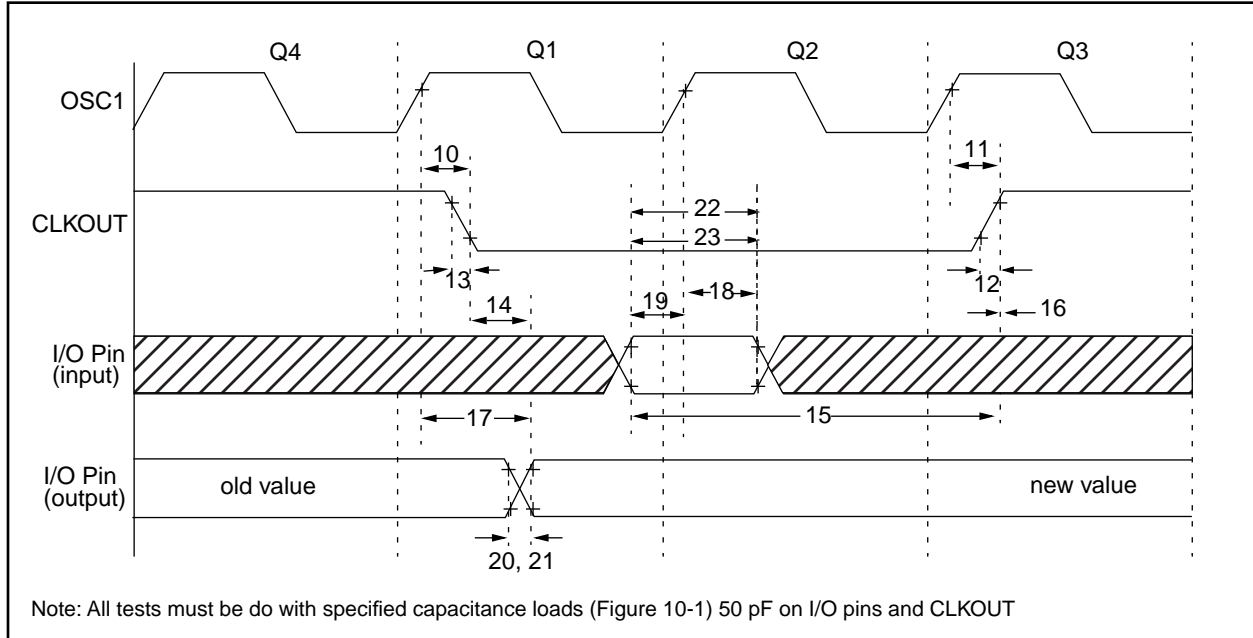 Q4 Q1 Q2 Q3
OSC1
10 11
22
CLKOUT
23
13 12
18
19 16
14
I/O Pin
(input)
17 15
I/O Pin
(output)
old value new value
20, 21
Note: All tests must be do with specified capacitance loads (Figure 10-1) 50 pF on I/O pins and CLKOUT